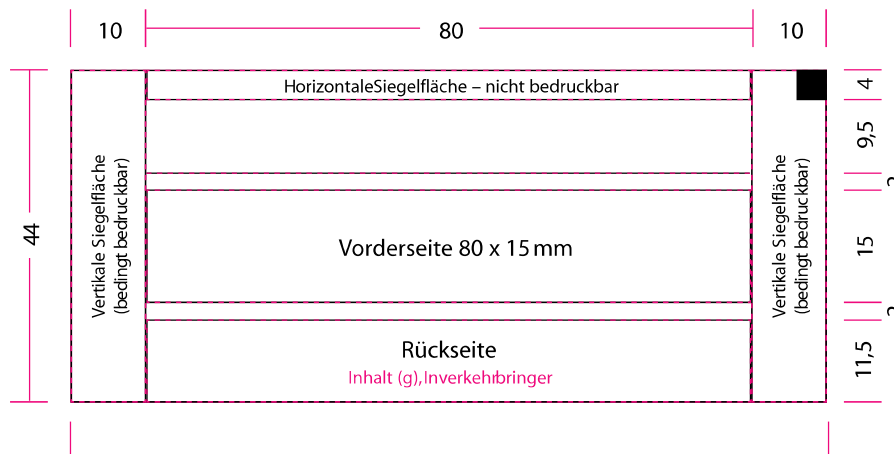 10
80
10
HorizontaleSiegelfläche – nicht bedruckbar
4
9,5
Vertikale Siegelfläche
(bedingt bedruckbar)
Vertikale Siegelfläche
(bedingt bedruckbar)
44
Vorderseite 80 x 15 mm
15
Rückseite
11,5
Inhalt (g),Inverkehrbringer